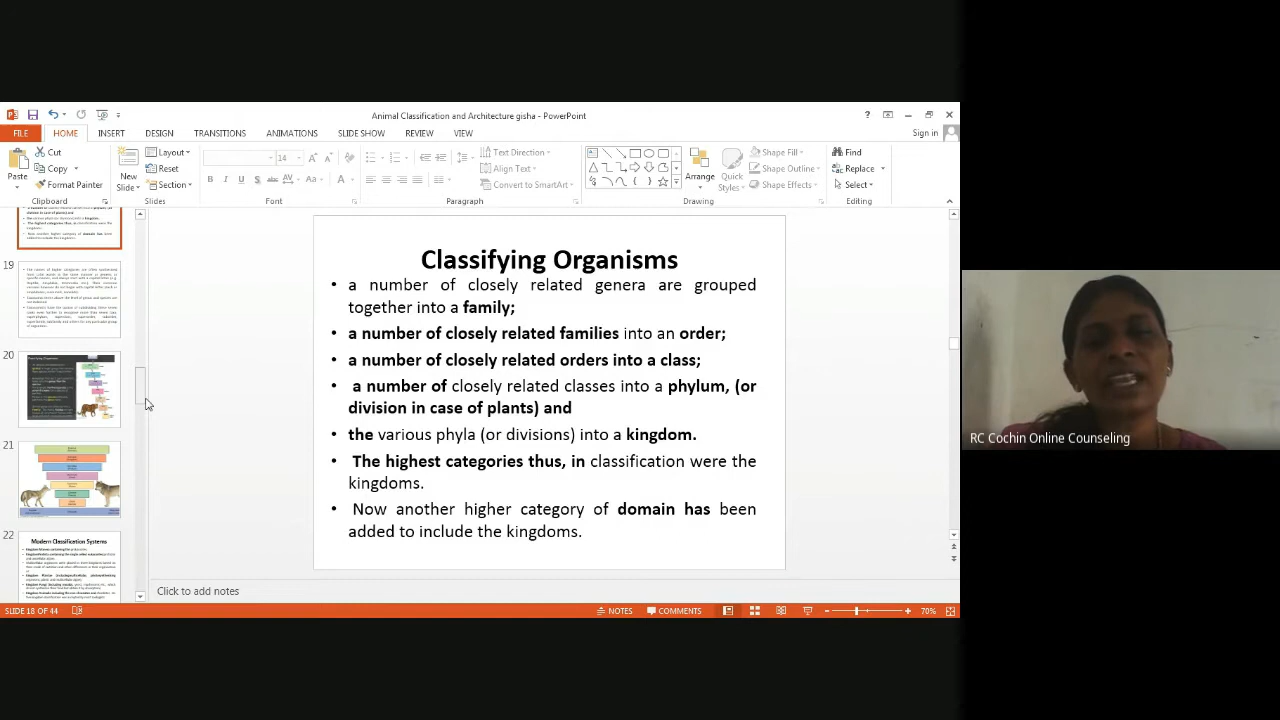 Animal Classification and Architecture gisha - PowerPoint
FILE HOME INSERT DESIGN TRANSITIONS ANIMATIONS SLIDE SHOW REVIEW VIEW Sign in
Cut
Copy
Format Painter
Paste
Clipboard
New
Slide
Layout
Reset
Section
Slides
14
Font
Text Direction
Align Text
Convert to SmartArt
Paragraph
Arrange
Quick
Styles
Shape Fill
Shape Outline
Shape Effects
Drawing
Find
Replace
Select
Editing
19
20
21
22
Modern Classification Systems
Classifying Organisms
• a number of closely related genera are grouped
together into a family;
• a number of closely related families into an order;
• a number of closely related orders into a class;
• a number of closely related classes into a phylum, (or
division in case of plants) and
• the various phyla (or divisions) into a kingdom.
• The highest categories thus, in classification were the
kingdoms.
• Now another higher category of domain has been
added to include the kingdoms.
Click to add notes
SLIDE 18 OF 44
NOTES COMMENTS 70%
RC Cochin Online Counseling